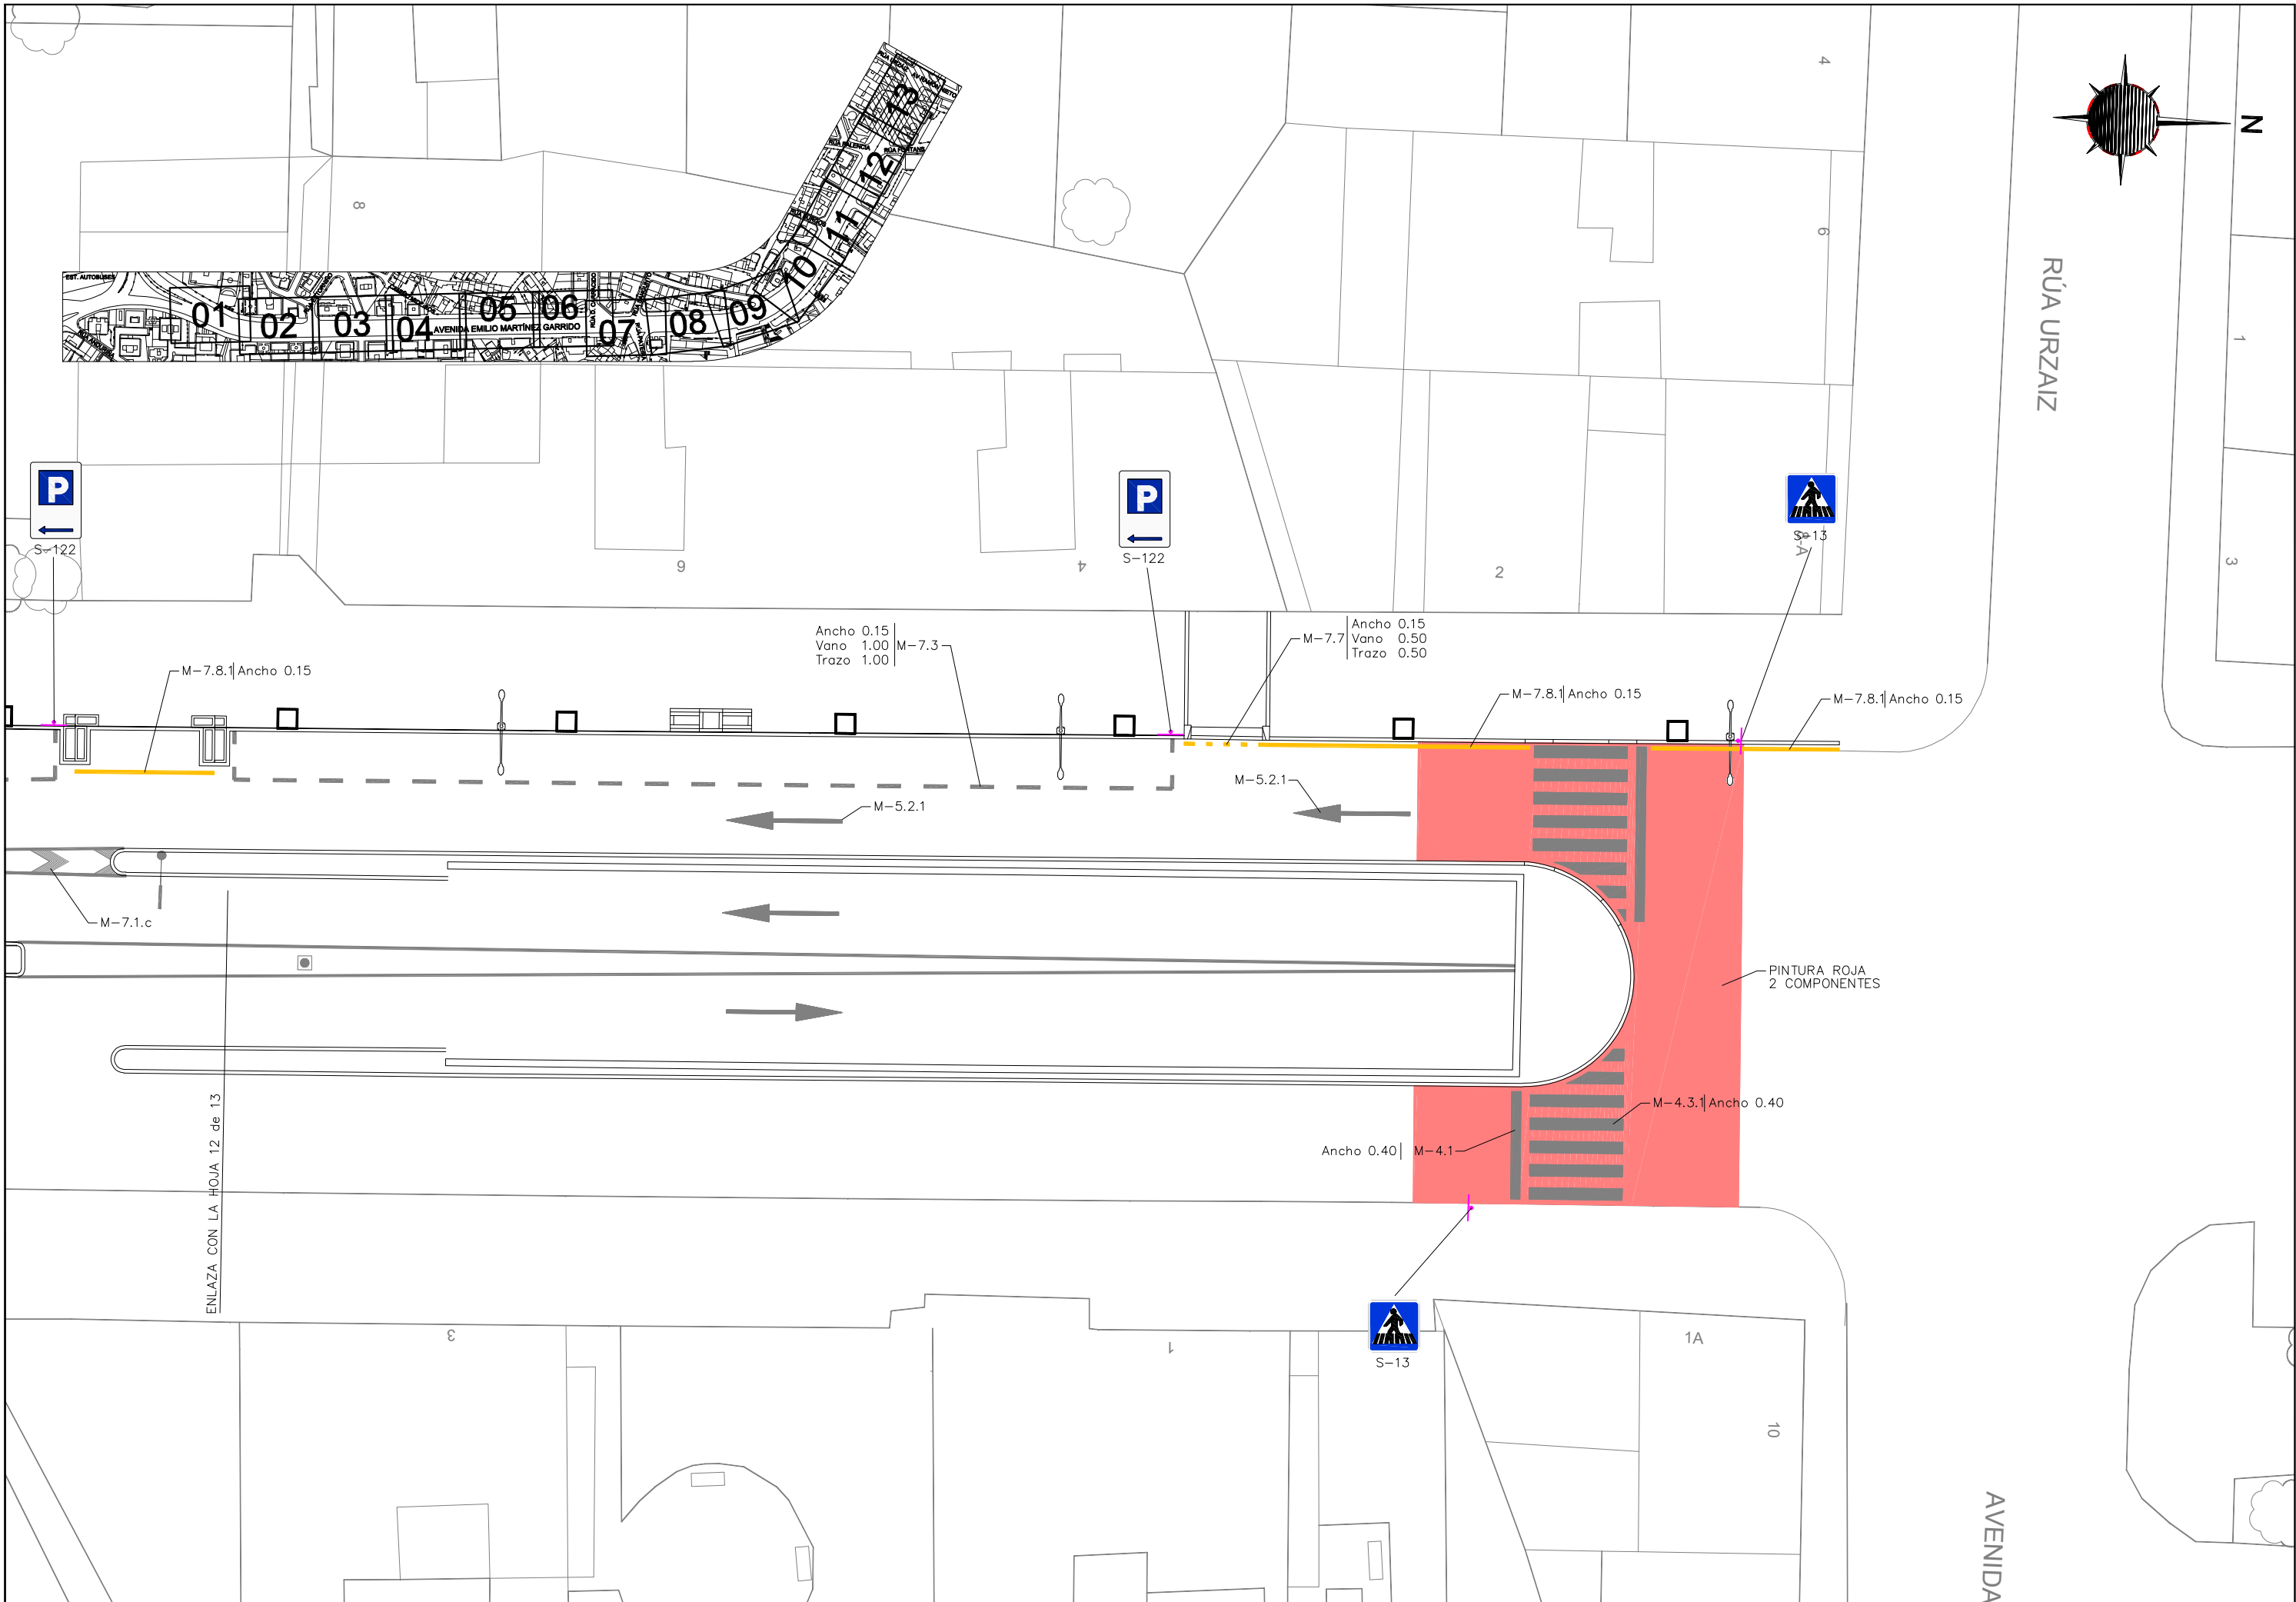 4
N
RÚA URZAIZ
6
8
13
12
11
10
09
08
07
06
05
04
03
02
01
EST. AUTOBUSES
AVENIDA EMILIO MARTÍNEZ GARRIDO
RÚA PALENCIA
1
3
P
S-122
P
S-122
S-13
8-A
6
4
2
Ancho 0.15
Vano 1.00 M-7.3
Trazo 1.00
M-7.7
Ancho 0.15
Vano 0.50
Trazo 0.50
M-7.8.1 Ancho 0.15
M-7.8.1 Ancho 0.15
M-7.8.1 Ancho 0.15
M-5.2.1
M-5.2.1
M-7.1.c
PINTURA ROJA
2 COMPONENTES
M-4.3.1 Ancho 0.40
Ancho 0.40 M-4.1
ENLAZA CON LA HOJA 12 de 13
S-13
3
1
1A
10
AVENIDA